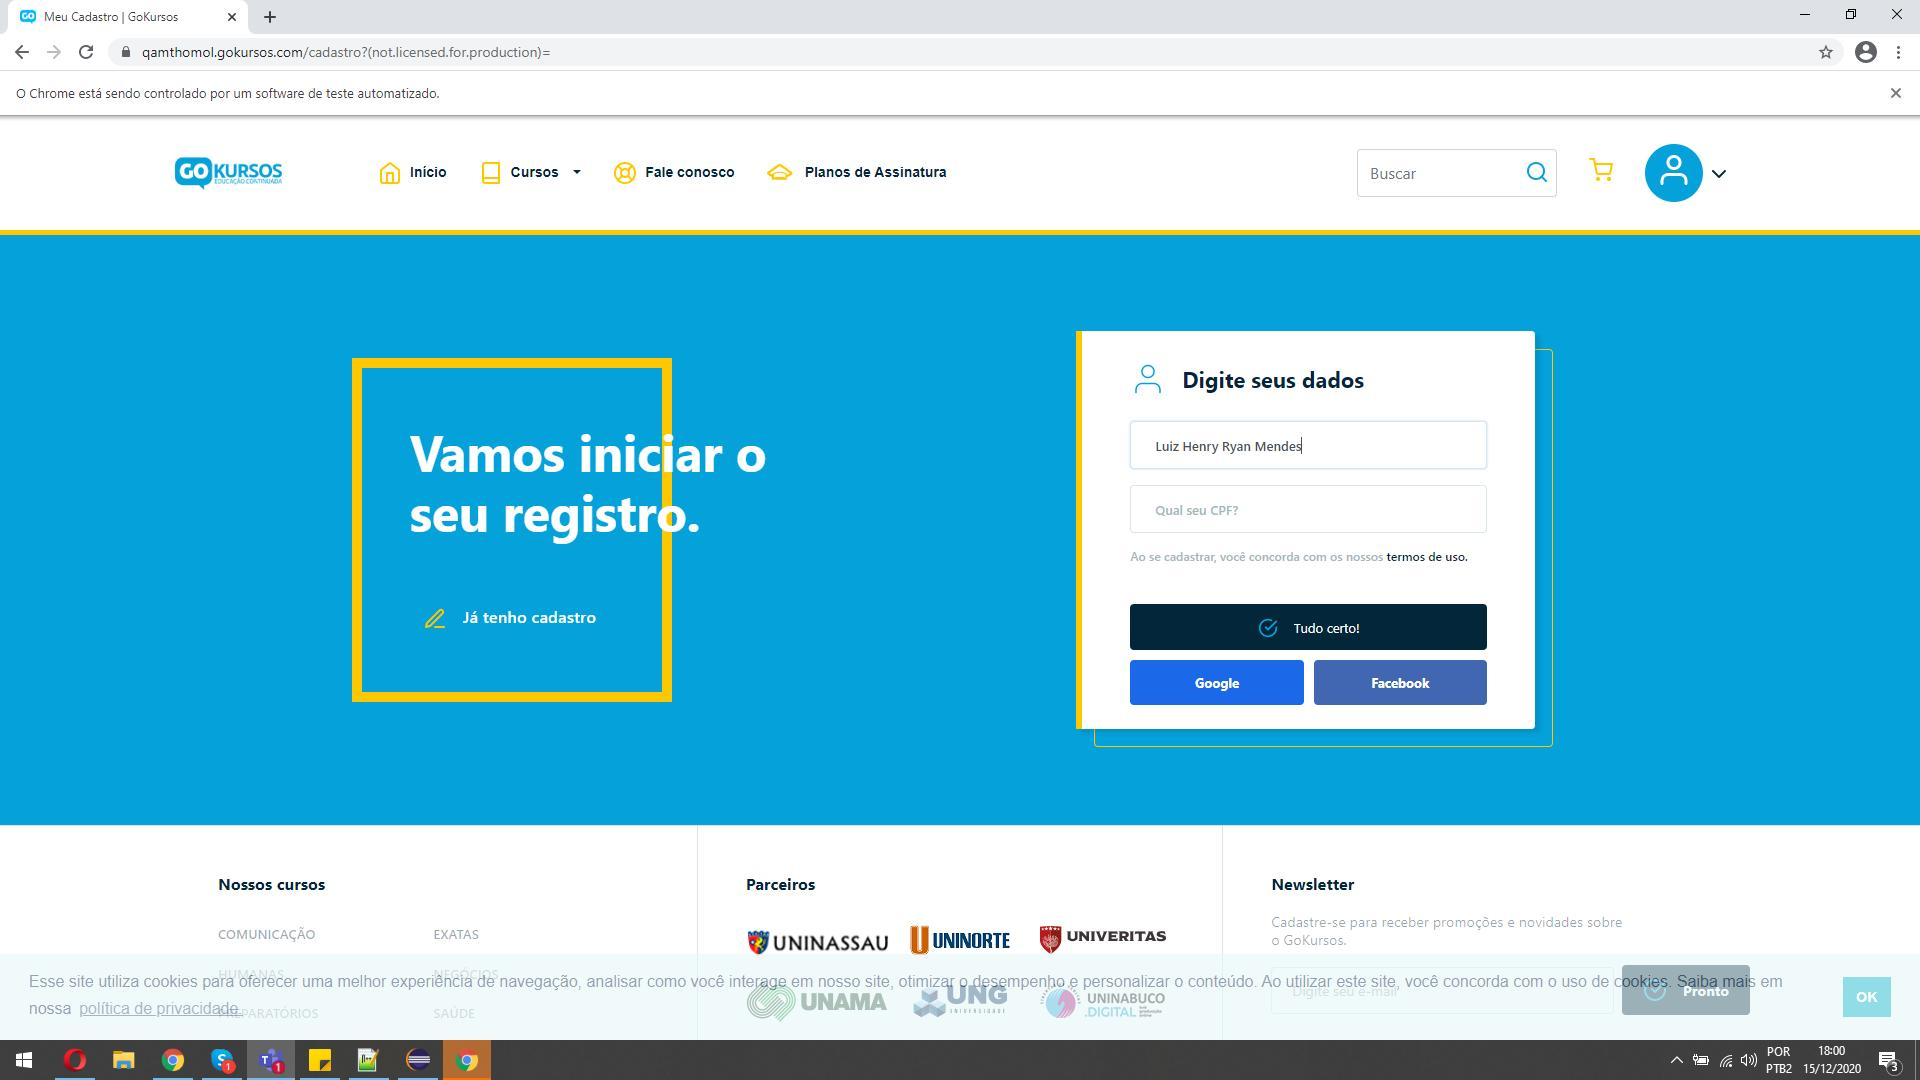 Meu Cadastro | GoKursos
qamthomol.gokursos.com/cadastro?(not.licensed.for.production)=
O Chrome está sendo controlado por um software de teste automatizado.
GO KURSOS
EDUCAÇÃO CONTINUADA
Início
Cursos
Fale conosco
Planos de Assinatura
Buscar
Vamos iniciar o
seu registro.
Já tenho cadastro
Digite seus dados
Luiz Henry Ryan Mendes
Qual seu CPF?
Ao se cadastrar, você concorda com os nossos termos de uso.
Tudo certo!
Google
Facebook
Nossos cursos
COMUNICAÇÃO
EXATAS
HUMANAS
NEGÓCIOS
PREPARATÓRIOS
SAÚDE
Parceiros
UNINASSAU
UNINORTE
UNIVERITAS
UNAMA
UNG
UNIVERSIDADE
UNINABUCO
.DIGITAL
Newsletter
Cadastre-se para receber promoções e novidades sobre
o GoKursos.
Digite seu e-mail
Pronto
Esse site utiliza cookies para oferecer uma melhor experiência de navegação, analisar como você interage em nosso site, otimizar o desempenho e personalizar o conteúdo. Ao utilizar este site, você concorda com o uso de cookies. Saiba mais em
nossa política de privacidade.
OK
POR
PTB2
18:00
15/12/2020
3